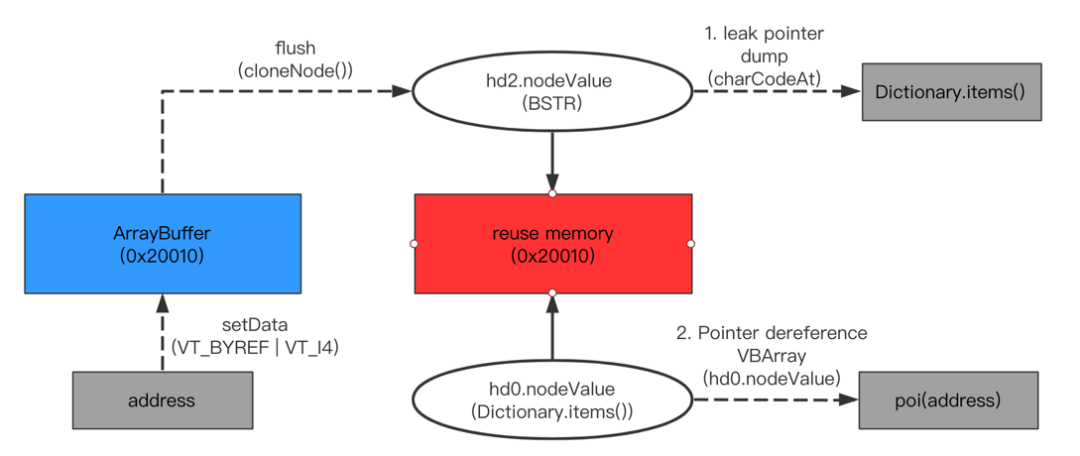 flush
(cloneNode())
hd2.nodeValue
(BSTR)
1. leak pointer
dump
(charCodeAt)
Dictionary.items()
ArrayBuffer
(0x20010)
reuse memory
(0x20010)
setData
(VT_BYREF | VT_I4)
address
hd0.nodeValue
(Dictionary.items())
2. Pointer dereference
VBArray
(hd0.nodeValue)
poi(address)